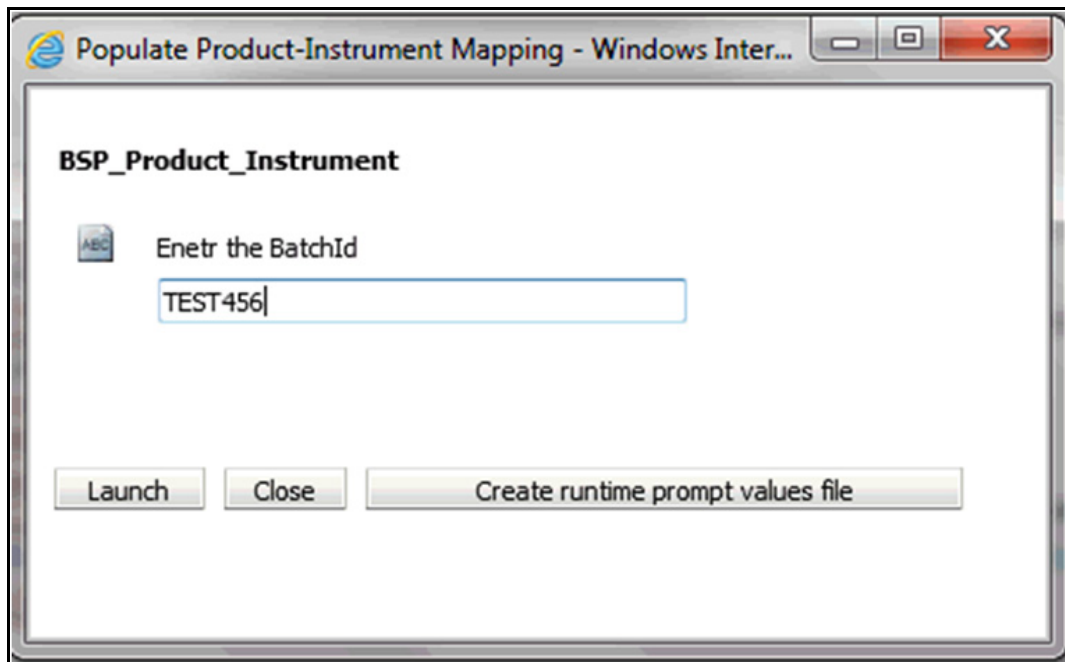 Populate Product-Instrument Mapping - Windows Inter...
BSP_Product_Instrument
ABC
Enetr the BatchId
TEST456
Launch Close Create runtime prompt values file